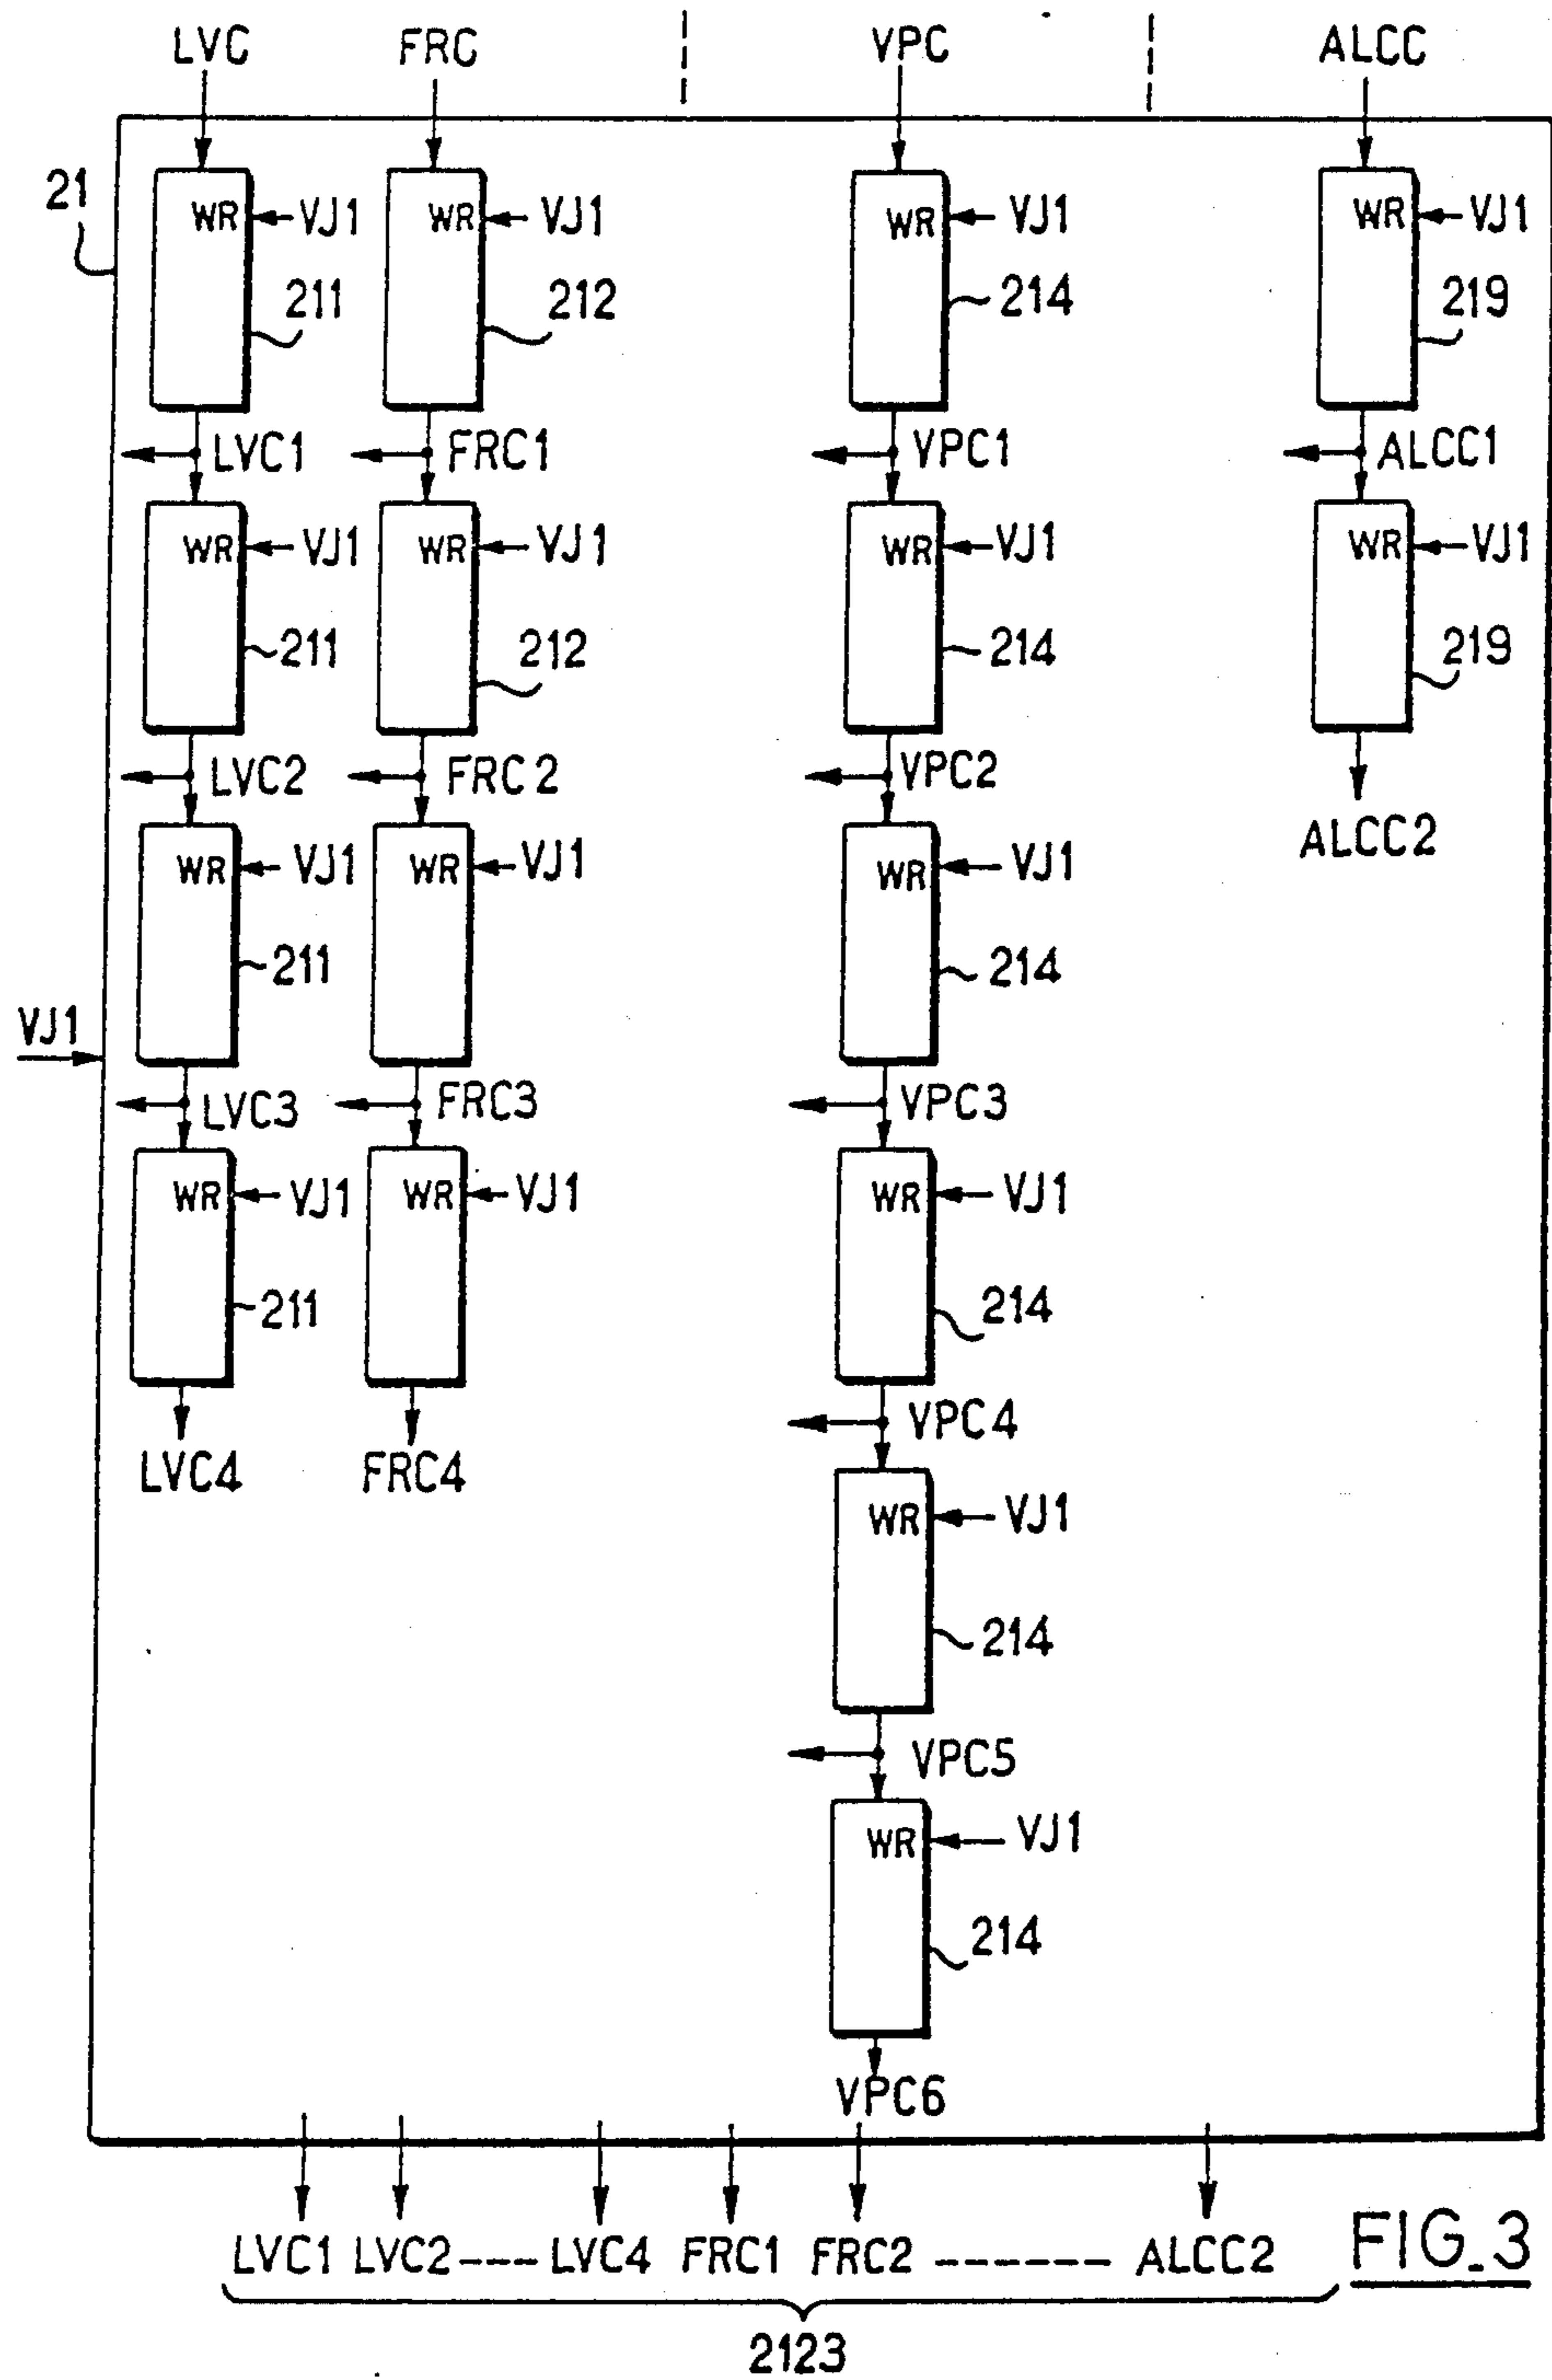 LVC FRC VPC ALCC
21 WR VJ1 WR VJ1 WR VJ1 WR VJ1
211 212 214 219
LVC1 FRC1 VPC1 ALCC1
WR VJ1 WR VJ1 WR VJ1 WR VJ1
211 212 214 219
LVC2 FRC2 VPC2 ALCC2
WR VJ1 WR VJ1 WR VJ1
211 214
VJ1
LVC3 FRC3 VPC3
WR VJ1 WR VJ1 WR VJ1
211 214
LVC4 FRC4 VPC4
WR VJ1
214
VPC5
WR VJ1
214
VPC6
LVC1 LVC2 --- LVC4 FRC1 FRC2 ------ ALCC2
FIG_3
2123